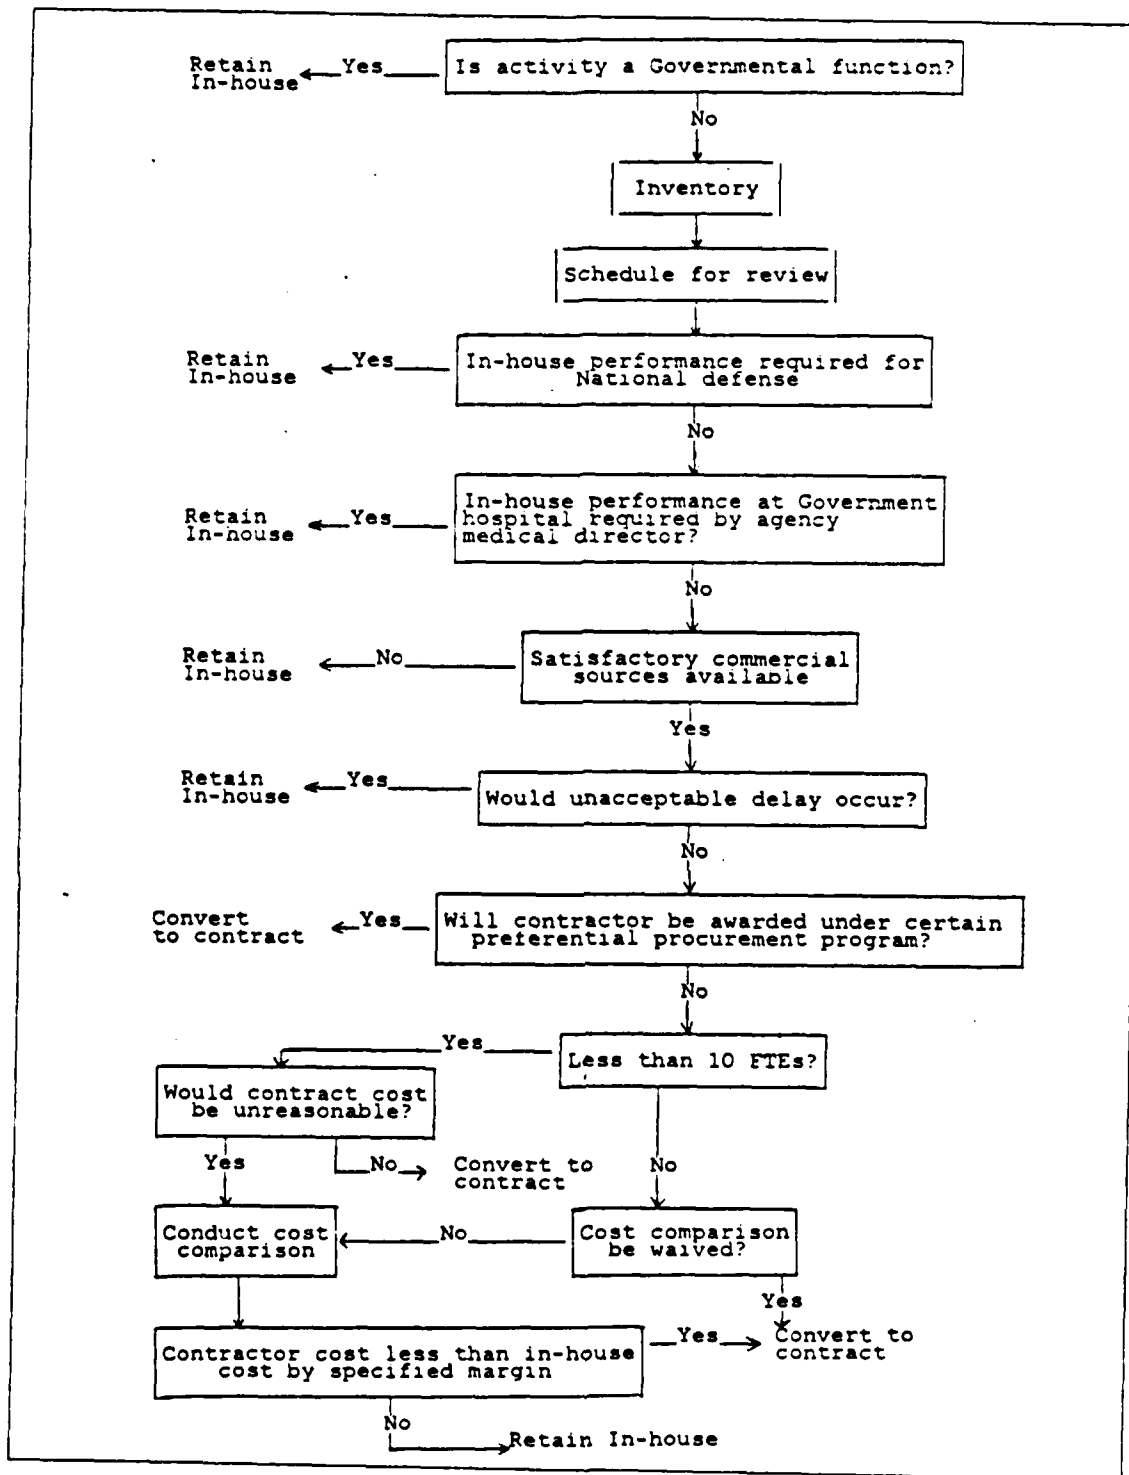 Is activity a Governmental function?
Yes
Retain
In-house
No
Inventory
Schedule for review
In-house performance required for
National defense
Yes
Retain
In-house
No
In-house performance at Government
hospital required by agency
medical director?
Yes
Retain
In-house
No
Satisfactory commercial
sources available
No
Retain
In-house
Yes
Would unacceptable delay occur?
Yes
Retain
In-house
No
Will contractor be awarded under certain
preferential procurement program?
Yes
Convert
to contract
No
Less than 10 FTEs?
Yes
Would contract cost
be unreasonable?
Yes
No
Convert to
contract
No
Cost comparison
be waived?
No
Conduct cost
comparison
Yes
Convert to
contract
Contractor cost less than in-house
cost by specified margin
Yes
No
Retain In-house